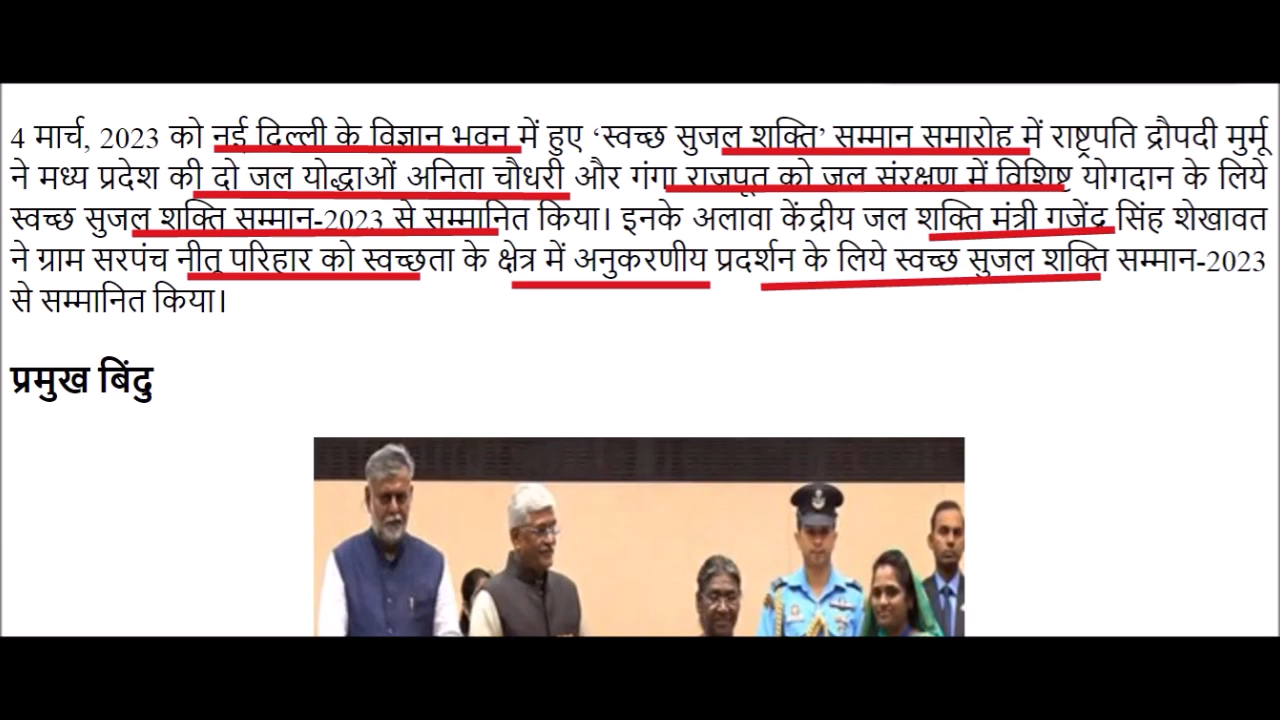 4 मार्च, 2023 को नई दिल्ली के विज्ञान भवन में हुए ‘स्वच्छ सुजल शक्ति’ सम्मान समारोह में राष्ट्रपति द्रौपदी मुर्मू
ने मध्य प्रदेश की दो जल योद्धाओं अनिता चौधरी और गंगा राजपूत को जल संरक्षण में विशिष्ट योगदान के लिये
स्वच्छ सुजल शक्ति सम्मान-2023 से सम्मानित किया। इनके अलावा केंद्रीय जल शक्ति मंत्री गजेंद्र सिंह शेखावत
ने ग्राम सरपंच नीतू परिहार को स्वच्छता के क्षेत्र में अनुकरणीय प्रदर्शन के लिये स्वच्छ सुजल शक्ति सम्मान-2023
से सम्मानित किया।
प्रमुख बिंदु